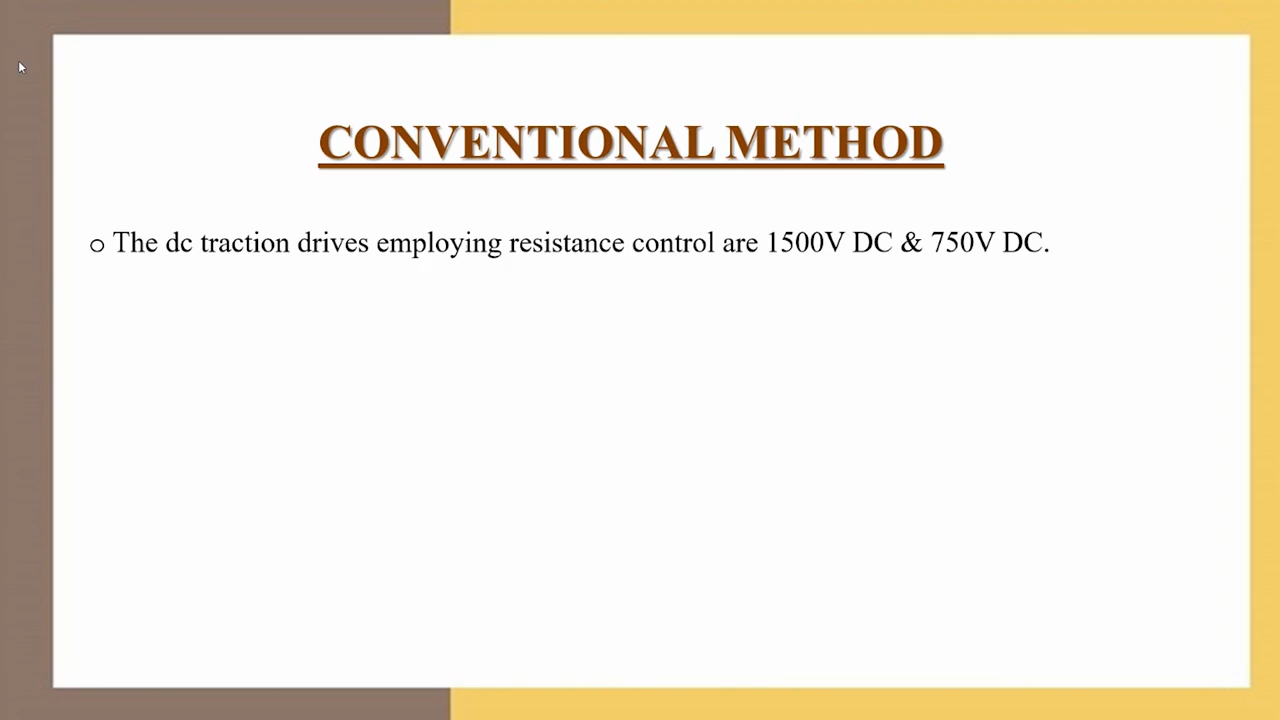 CONVENTIONAL METHOD
o The dc traction drives employing resistance control are 1500V DC & 750V DC.